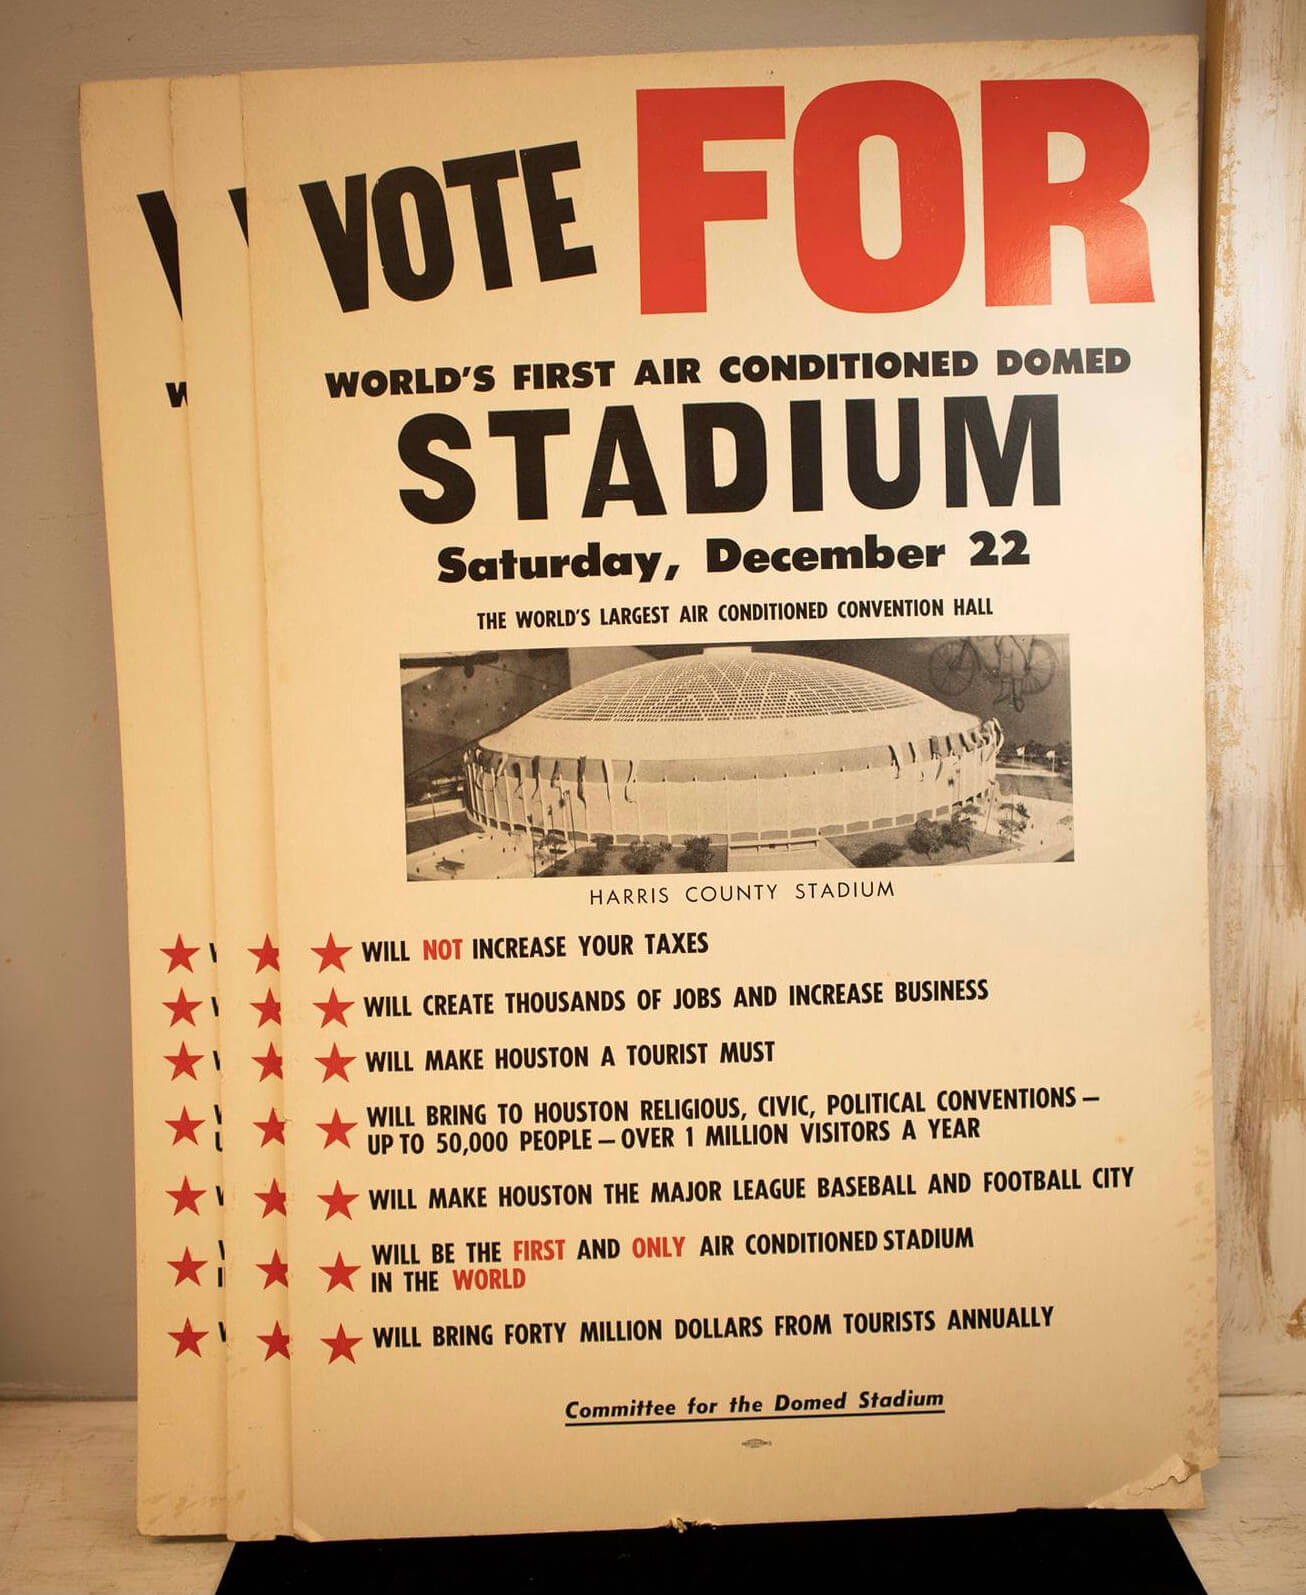 VOTE FOR
WORLD'S FIRST AIR CONDITIONED DOMED
STADIUM
Saturday, December 22
THE WORLD'S LARGEST AIR CONDITIONED CONVENTION HALL
HARRIS COUNTY STADIUM
WILL NOT INCREASE YOUR TAXES
WILL CREATE THOUSANDS OF JOBS AND INCREASE BUSINESS
WILL MAKE HOUSTON A TOURIST MUST
WILL BRING TO HOUSTON RELIGIOUS, CIVIC, POLITICAL CONVENTIONS –
UP TO 50,000 PEOPLE – OVER 1 MILLION VISITORS A YEAR
WILL MAKE HOUSTON THE MAJOR LEAGUE BASEBALL AND FOOTBALL CITY
WILL BE THE FIRST AND ONLY AIR CONDITIONED STADIUM
IN THE WORLD
WILL BRING FORTY MILLION DOLLARS FROM TOURISTS ANNUALLY
Committee for the Domed Stadium